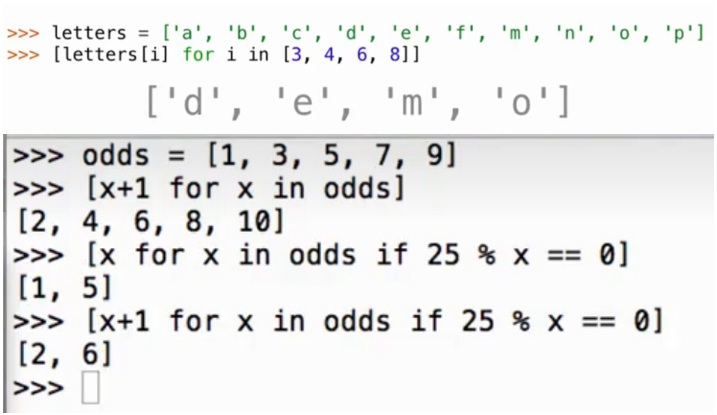 >>> letters = ['a', 'b', 'c', 'd', 'e', 'f', 'm', 'n', 'o', 'p']
>>> [letters[i] for i in [3, 4, 6, 8]]
['d', 'e', 'm', 'o']
>>> odds = [1, 3, 5, 7, 9]
>>> [x+1 for x in odds]
[2, 4, 6, 8, 10]
>>> [x for x in odds if 25 % x == 0]
[1, 5]
>>> [x+1 for x in odds if 25 % x == 0]
[2, 6]
>>>